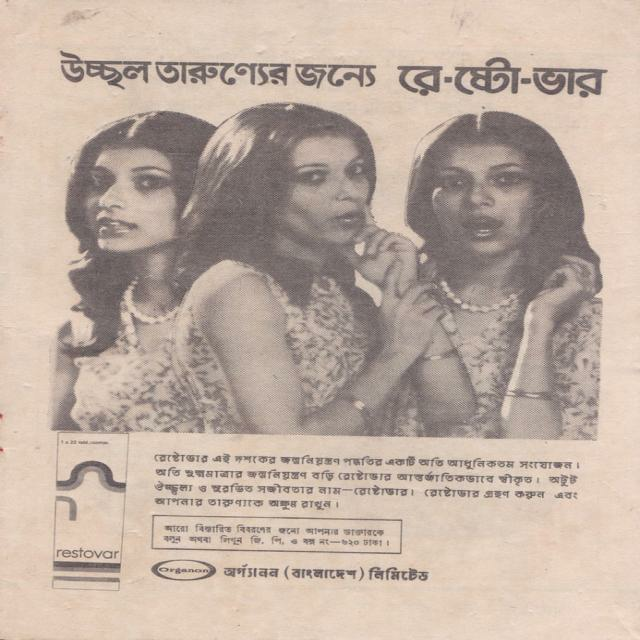 উচ্ছল তারুণ্যের জন্যে রে-ষ্টো-ভার
1 x 22 tabl./compr.
restovar
রেষ্টোভার এই দশকের জন্মনিয়ন্ত্রণ পদ্ধতির একটি অতি আধুনিকতম সংযোজন।
অতি স্বল্পমাত্রার জন্মনিয়ন্ত্রণ বড়ি রেষ্টোভার আন্তর্জাতিকভাবে স্বীকৃত। অটুট
উচ্ছলা ও সুরভিত সজীবতার নাম—রেষ্টোভার। রেষ্টোভার গ্রহণ করুন এবং
আপনার তারুণ্যকে অক্ষুন্ন রাখুন।
আরো বিস্তারিত বিবরণের জন্যে আপনার ডাক্তারকে
বলুন অথবা লিখুন জি, পি, ও বক্স নং—৬২০ ঢাকা।
Organon অর্গ্যানন (বাংলাদেশ) লিমিটেড